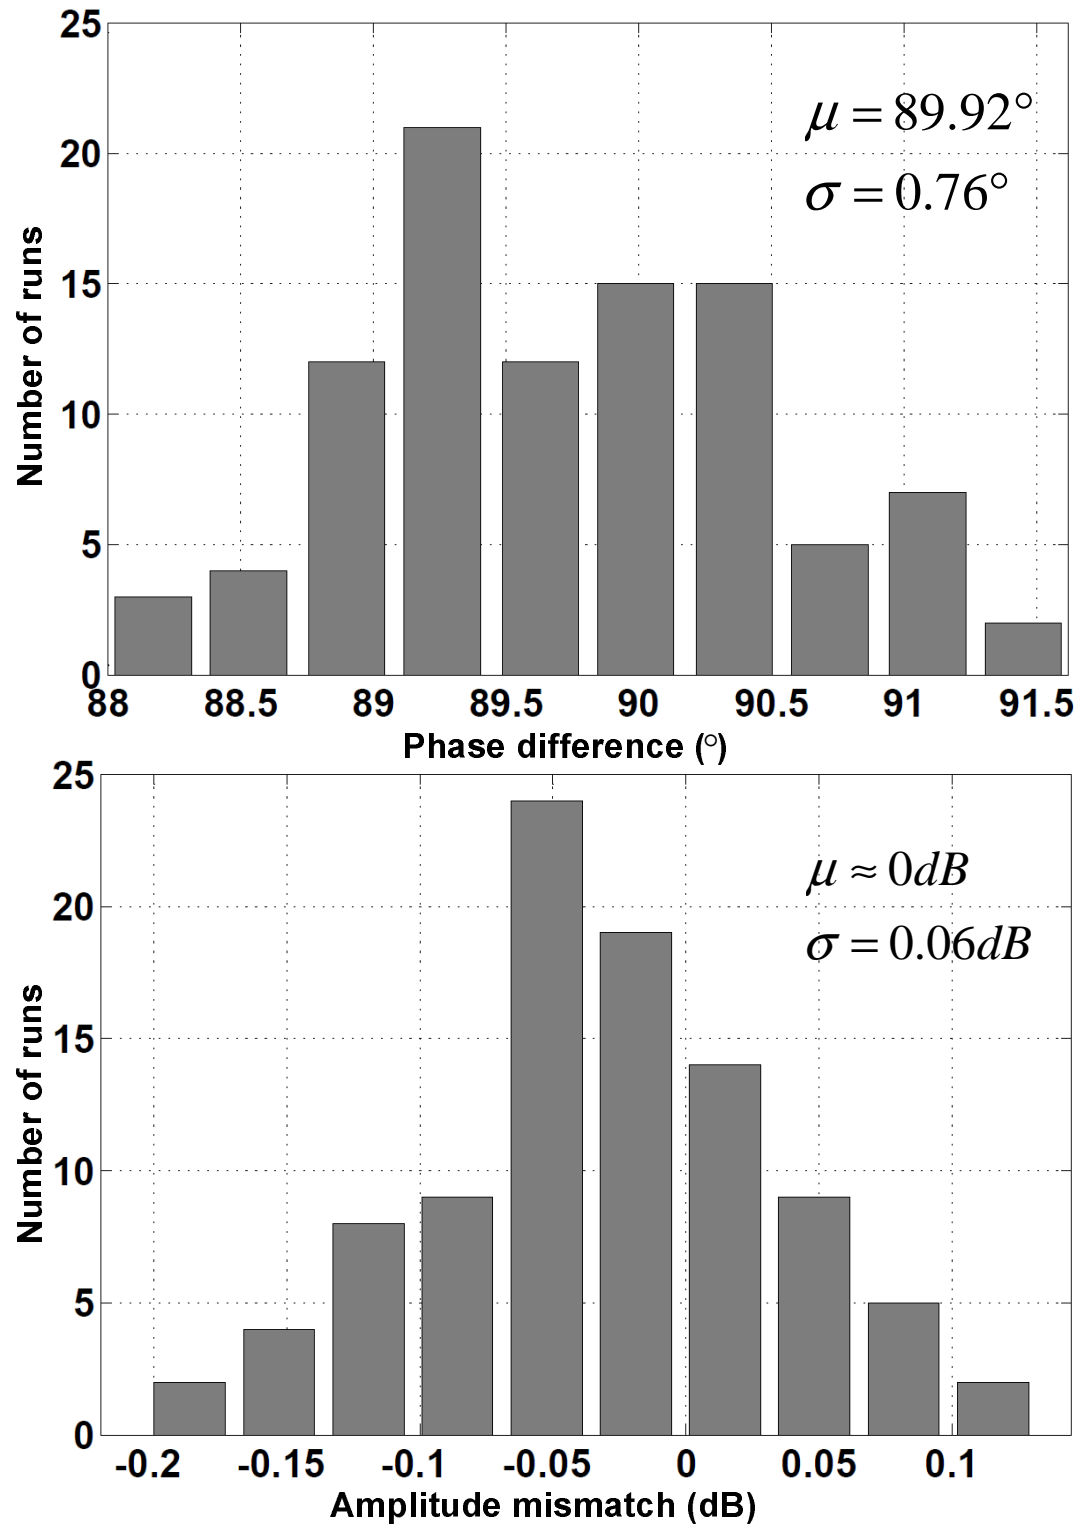 25
20
15
10
5
0
Number of runs
μ = 89.92°
σ = 0.76°
88 88.5 89 89.5 90 90.5 91 91.5
Phase difference (°)
25
20
15
10
5
0
Number of runs
μ ≈ 0dB
σ = 0.06dB
-0.2 -0.15 -0.1 -0.05 0 0.05 0.1
Amplitude mismatch (dB)